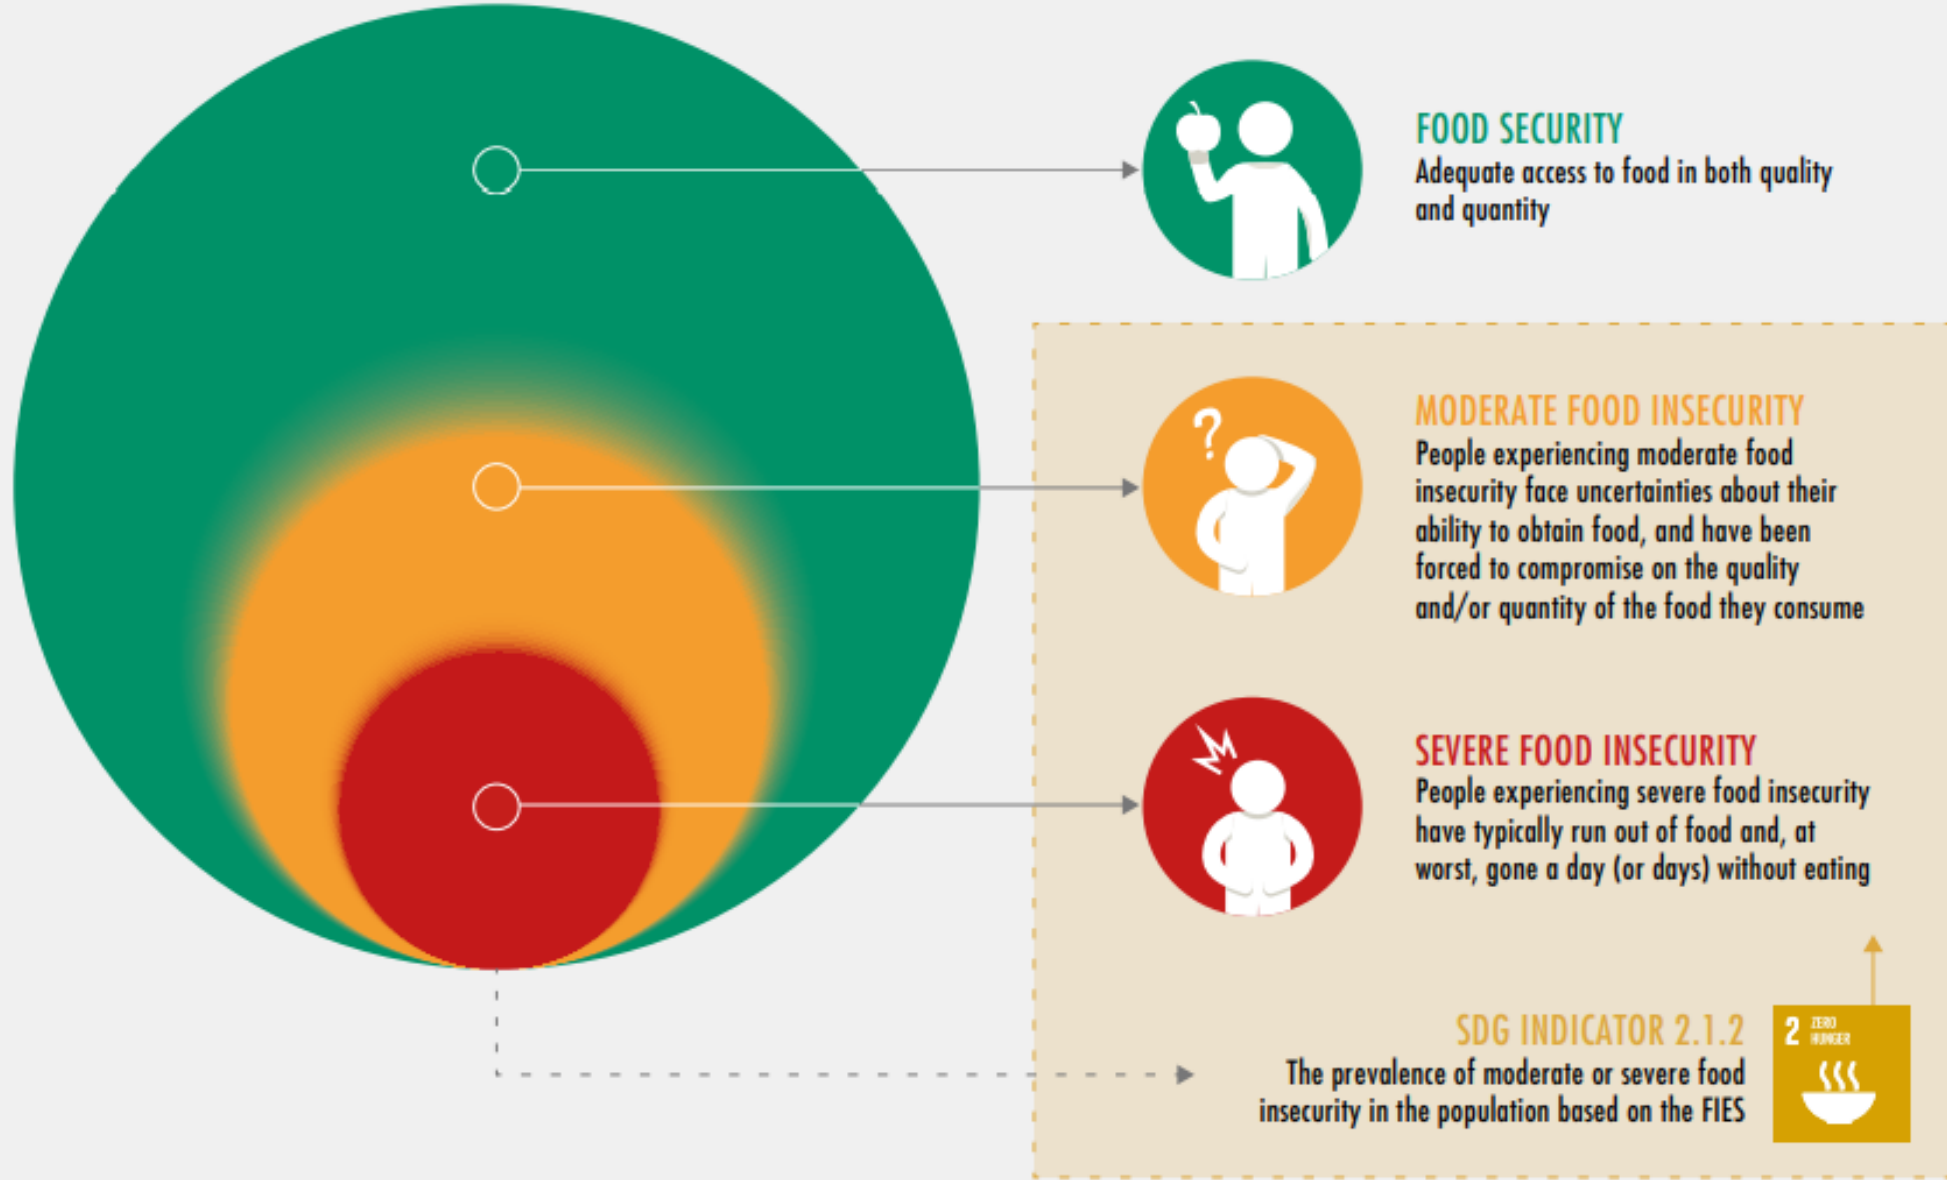 FOOD SECURITY
Adequate access to food in both quality
and quantity
?
MODERATE FOOD INSECURITY
People experiencing moderate food
insecurity face uncertainties about their
ability to obtain food, and have been
forced to compromise on the quality
and/or quantity of the food they consume
SEVERE FOOD INSECURITY
People experiencing severe food insecurity
have typically run out of food and, at
worst, gone a day (or days) without eating
SDG INDICATOR 2.1.2
The prevalence of moderate or severe food
insecurity in the population based on the FIES
2 ZERO
HUNGER